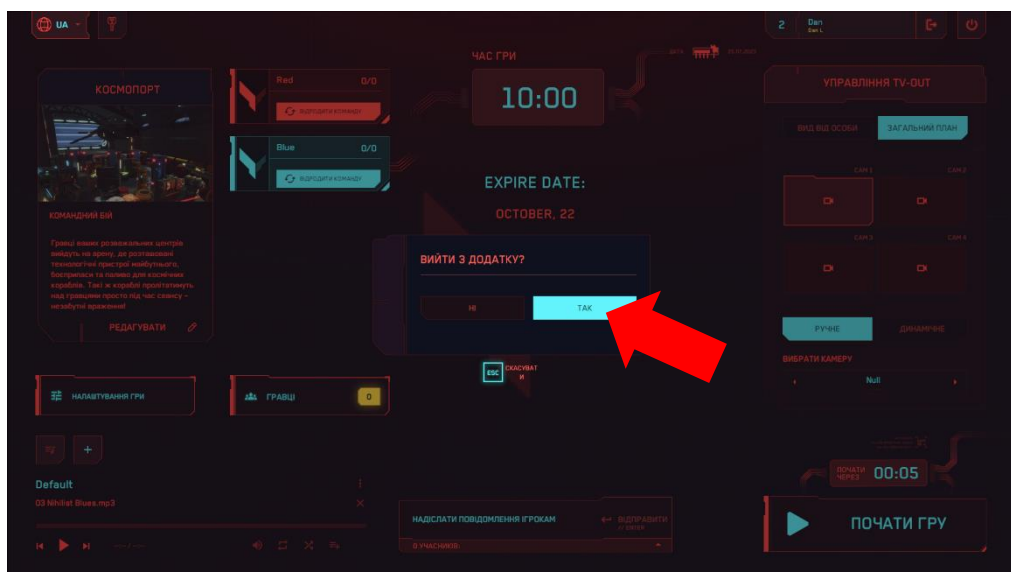 UA
2
Dan
Dan L
ЧАС ГРИ
10:00
КОСМОПОРТ
Red 0/0
ВІДРОДИТИ КОМАНДУ
Blue 0/0
ВІДРОДИТИ КОМАНДУ
EXPIRE DATE:
OCTOBER, 22
УПРАВЛІННЯ TV-OUT
ВИД ВІД ОСОБИ
ЗАГАЛЬНИЙ ПЛАН
CAM 1
CAM 2
CAM 3
CAM 4
КОМАНДНИЙ БІЙ
Гравці ваших розважальних центрів
вийдуть на арену, де розташовані
технологічні пристрої майбутнього,
боєприпаси та паливо для космічних
кораблів. Такі ж кораблі пролітатимуть
над гравцями просто під час сеансу –
незабутні враження!
РЕДАГУВАТИ
ВИЙТИ З ДОДАТКУ?
НІ
ТАК
ESC
СКАСУВАТ
И
РУЧНЕ
ДИНАМІЧНЕ
ВИБРАТИ КАМЕРУ
Null
НАЛАШТУВАННЯ ГРИ
ГРАВЦІ
0
Default
03 Nihilist Blues.mp3
НАДІСЛАТИ ПОВІДОМЛЕННЯ ІГРОКАМ
ВІДПРАВИТИ
0 УЧАСНИКІВ:
ПОЧАТИ
ЧЕРЕЗ
00:05
ПОЧАТИ ГРУ